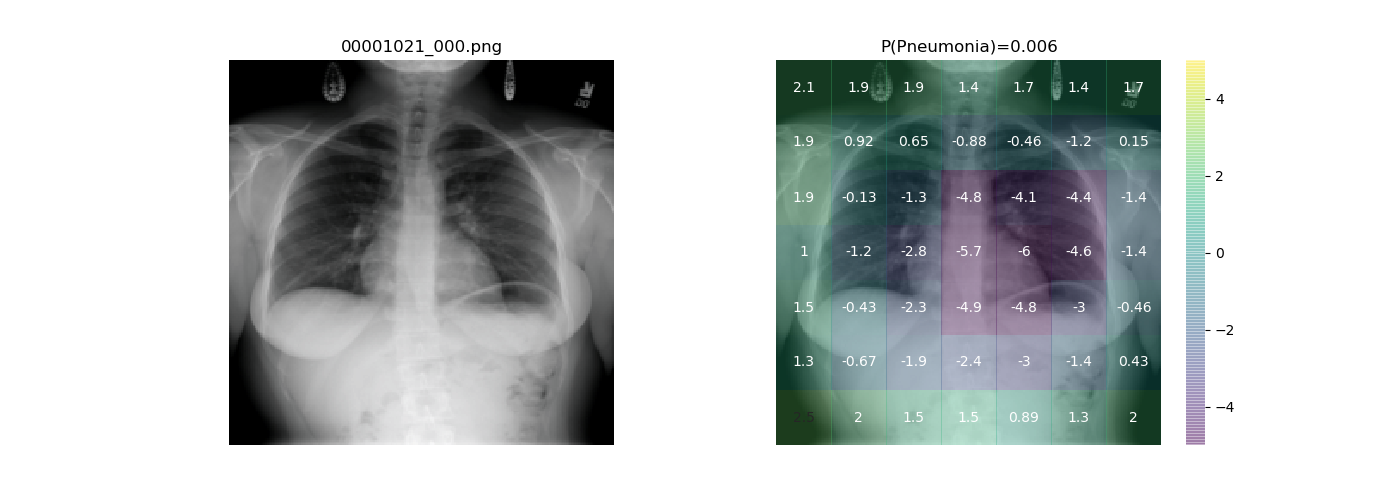 00001021_000.png
P(Pneumonia)=0.006
2.1 1.9 1.9 1.4 1.7 1.4 1.7
1.9 0.92 0.65 -0.88 -0.46 -1.2 0.15
1.9 -0.13 -1.3 -4.8 -4.1 -4.4 -1.4
1 -1.2 -2.8 -5.7 -6 -4.6 -1.4
1.5 -0.43 -2.3 -4.9 -4.8 -3 -0.46
1.3 -0.67 -1.9 -2.4 -3 -1.4 0.43
2.5 2 1.5 1.5 0.89 1.3 2
4
2
0
−2
−4